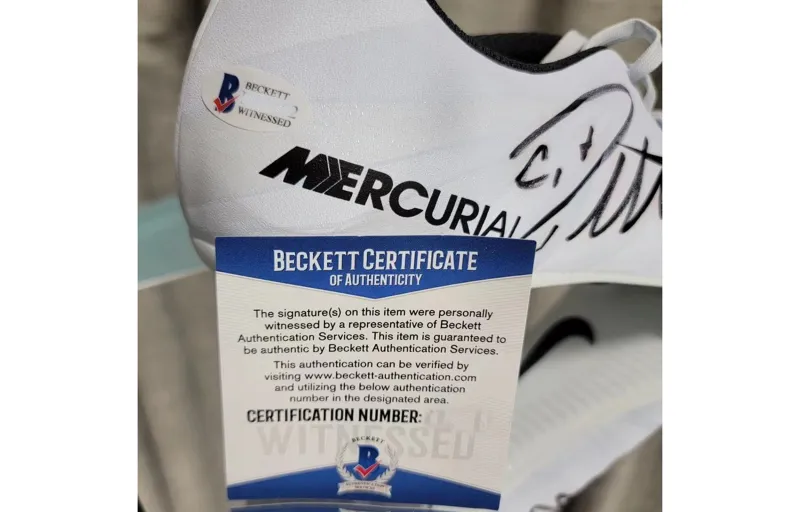 BECKETT
B
WITNESSED
MERCURIAL
BECKETT CERTIFICATE
OF AUTHENTICITY
The signature(s) on this item were personally
witnessed by a representative of Beckett
Authentication Services. This item is guaranteed to
be authentic by Beckett Authentication Services.
This authentication can be verified by
visiting www.beckett-authentication.com
and utilizing the below authentication
number in the designated area.
CERTIFICATION NUMBER:
WITNESSED
BECKETT
B